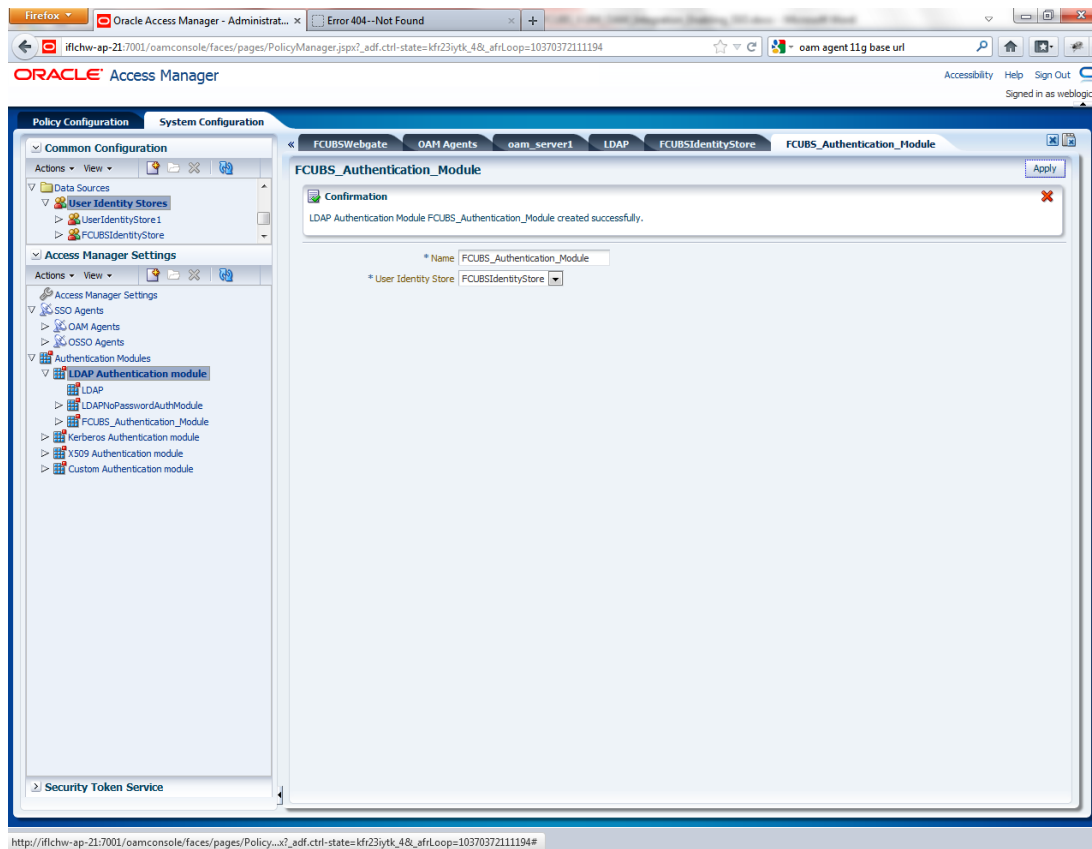 Firefox
Oracle Access Manager - Administrat... ×
Error 404--Not Found ×
+
iflchw-ap-21:7001/oamconsole/faces/pages/PolicyManager.jspx?_adf.ctrl-state=kfr23iytk_4&_afrLoop=10370372111194
oam agent 11g base url
ORACLE Access Manager
Accessibility Help Sign Out
Signed in as weblogic
Policy Configuration System Configuration
Common Configuration
Actions View
Data Sources
User Identity Stores
UserIdentityStore1
FCUBSIdentityStore
Access Manager Settings
Actions View
Access Manager Settings
SSO Agents
OAM Agents
OSSO Agents
Authentication Modules
LDAP Authentication module
LDAP
LDAPNoPasswordAuthModule
FCUBS_Authentication_Module
Kerberos Authentication module
X509 Authentication module
Custom Authentication module
Security Token Service
« FCUBSWebgate OAM Agents oam_server1 LDAP FCUBSIdentityStore FCUBS_Authentication_Module
FCUBS_Authentication_Module Apply
Confirmation
LDAP Authentication Module FCUBS_Authentication_Module created successfully.
* Name FCUBS_Authentication_Module
* User Identity Store FCUBSIdentityStore
http://iflchw-ap-21:7001/oamconsole/faces/pages/Policy...x?_adf.ctrl-state=kfr23iytk_4&_afrLoop=10370372111194#